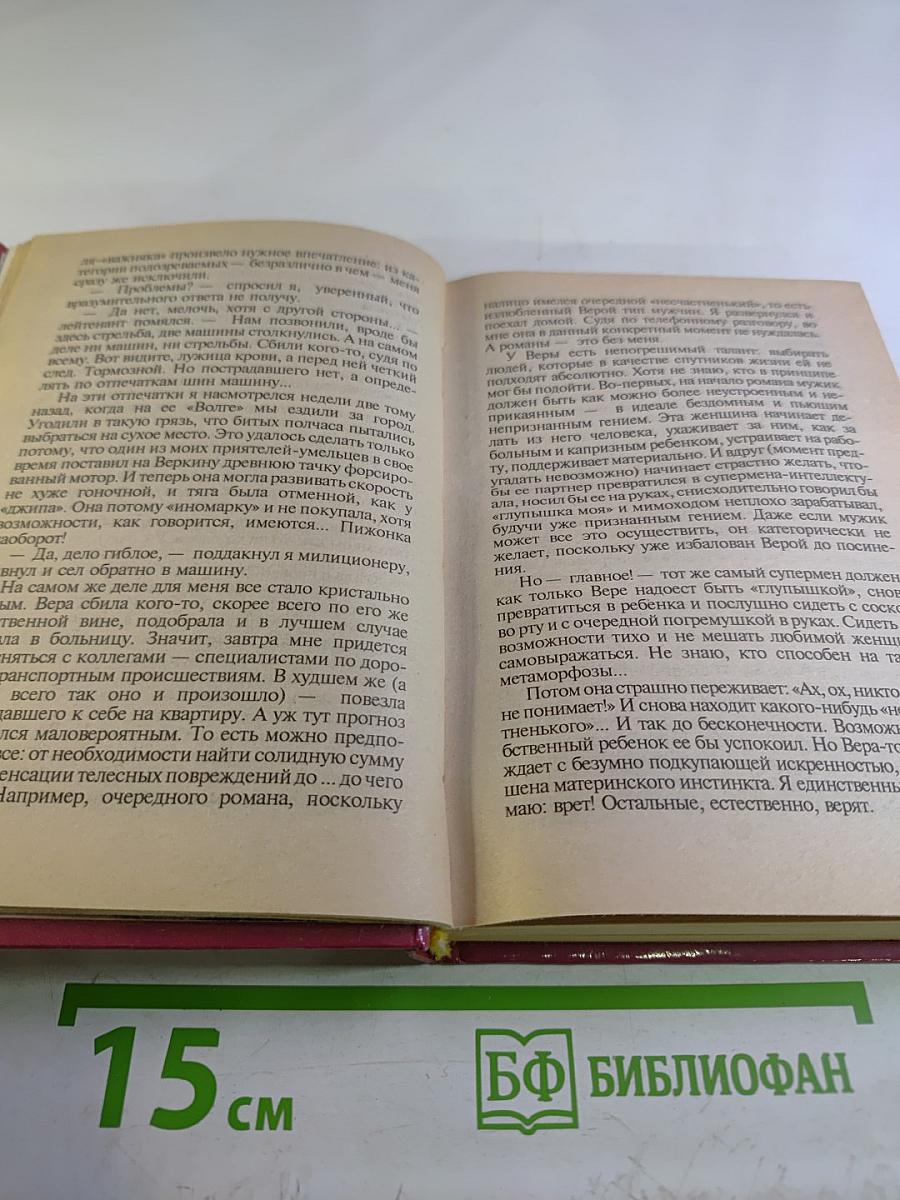 ля-«важняка» произвело нужное впечатление: из ка-
тегории подозреваемых — безразлично в чем — меня
сразу же исключили.
— Проблемы? — спросил я, уверенный, что
вразумительного ответа не получу.
— Да нет, мелочь, хотя с другой стороны... —
лейтенант помялся. — Нам позвонили, вроде бы
здесь стрельба, две машины столкнулись. А на самом
деле ни машин, ни стрельбы. Сбили кого-то, судя по
всему. Вот видите, лужица крови, а перед ней четкий
след. Тормозной. Но пострадавшего нет, а опреде-
лять по отпечаткам шин машину...
На эти отпечатки я насмотрелся недели две тому
назад, когда на ее «Волге» мы ездили за город.
Угодили в такую грязь, что битых полчаса пытались
выбраться на сухое место. Это удалось сделать только
потому, что один из моих приятелей-умельцев в свое
время поставил на Веркину древнюю тачку форсиро-
ванный мотор. И теперь она могла развивать скорость
не хуже гоночной, и тяга была отменной, как у
«джипа». Она потому «иномарку» и не покупала, хотя
возможности, как говорится, имеются... Пижонка
аоборот!
— Да, дело гиблое, — поддакнул я милиционеру,
внул и сел обратно в машину.
На самом же деле для меня все стало кристально
ым. Вера сбила кого-то, скорее всего по его же
ственной вине, подобрала и в лучшем случае
ла в больницу. Значит, завтра мне придется
няться с коллегами — специалистами по доро-
ранспортным происшествиям. В худшем же (а
всего так оно и произошло) — повезла
давшего к себе на квартиру. А уж тут прогноз
лся маловероятным. То есть можно предпо-
все: от необходимости найти солидную сумму
енсации телесных повреждений до ... до чего
Например, очередного романа, поскольку
налицо имелся очередной «несчастненький», то есть
излюбленный Верой тип мужчин. Я развернулся и
поехал домой. Судя по телефонному разговору, во
мне она в данный конкретный момент не нуждалась.
А романы — это без меня.
У Веры есть непогрешимый талант: выбирать
людей, которые в качестве спутников жизни ей не
подходят абсолютно. Хотя не знаю, кто в принципе
мог бы подойти. Во-первых, на начало романа мужик
должен быть как можно более неустроенным и не-
прикаянным — в идеале бездомным и пьющим
непризнанным гением. Эта женщина начинает де-
лать из него человека, ухаживает за ним, как за
больным и капризным ребенком, устраивает на рабо-
ту, поддерживает материально. И вдруг (момент пред-
угадать невозможно) начинает страстно желать, что-
бы ее партнер превратился в супермена-интеллекту-
ала, носил бы ее на руках, снисходительно говорил бы
«глупышка моя» и мимоходом неплохо зарабатывал,
будучи уже признанным гением. Даже если мужик
может все это осуществить, он категорически не
желает, поскольку уже избалован Верой до посине-
ния.
Но — главное! — тот же самый супермен должен
как только Вере надоест быть «глупышкой», снов
превратиться в ребенка и послушно сидеть с соско
во рту и с очередной погремушкой в руках. Сидеть
возможности тихо и не мешать любимой женщи
самовыражаться. Не знаю, кто способен на та
метаморфозы...
Потом она страшно переживает: «Ах, ох, никто
не понимает!» И снова находит какого-нибудь «не
тненького»... И так до бесконечности. Возмож
бственный ребенок ее бы успокоил. Но Вера-то
ждает с безумно подкупающей искренностью,
шена материнского инстинкта. Я единственны
маю: врет! Остальные, естественно, верят.
15 см
БФ БИБЛИОФАН